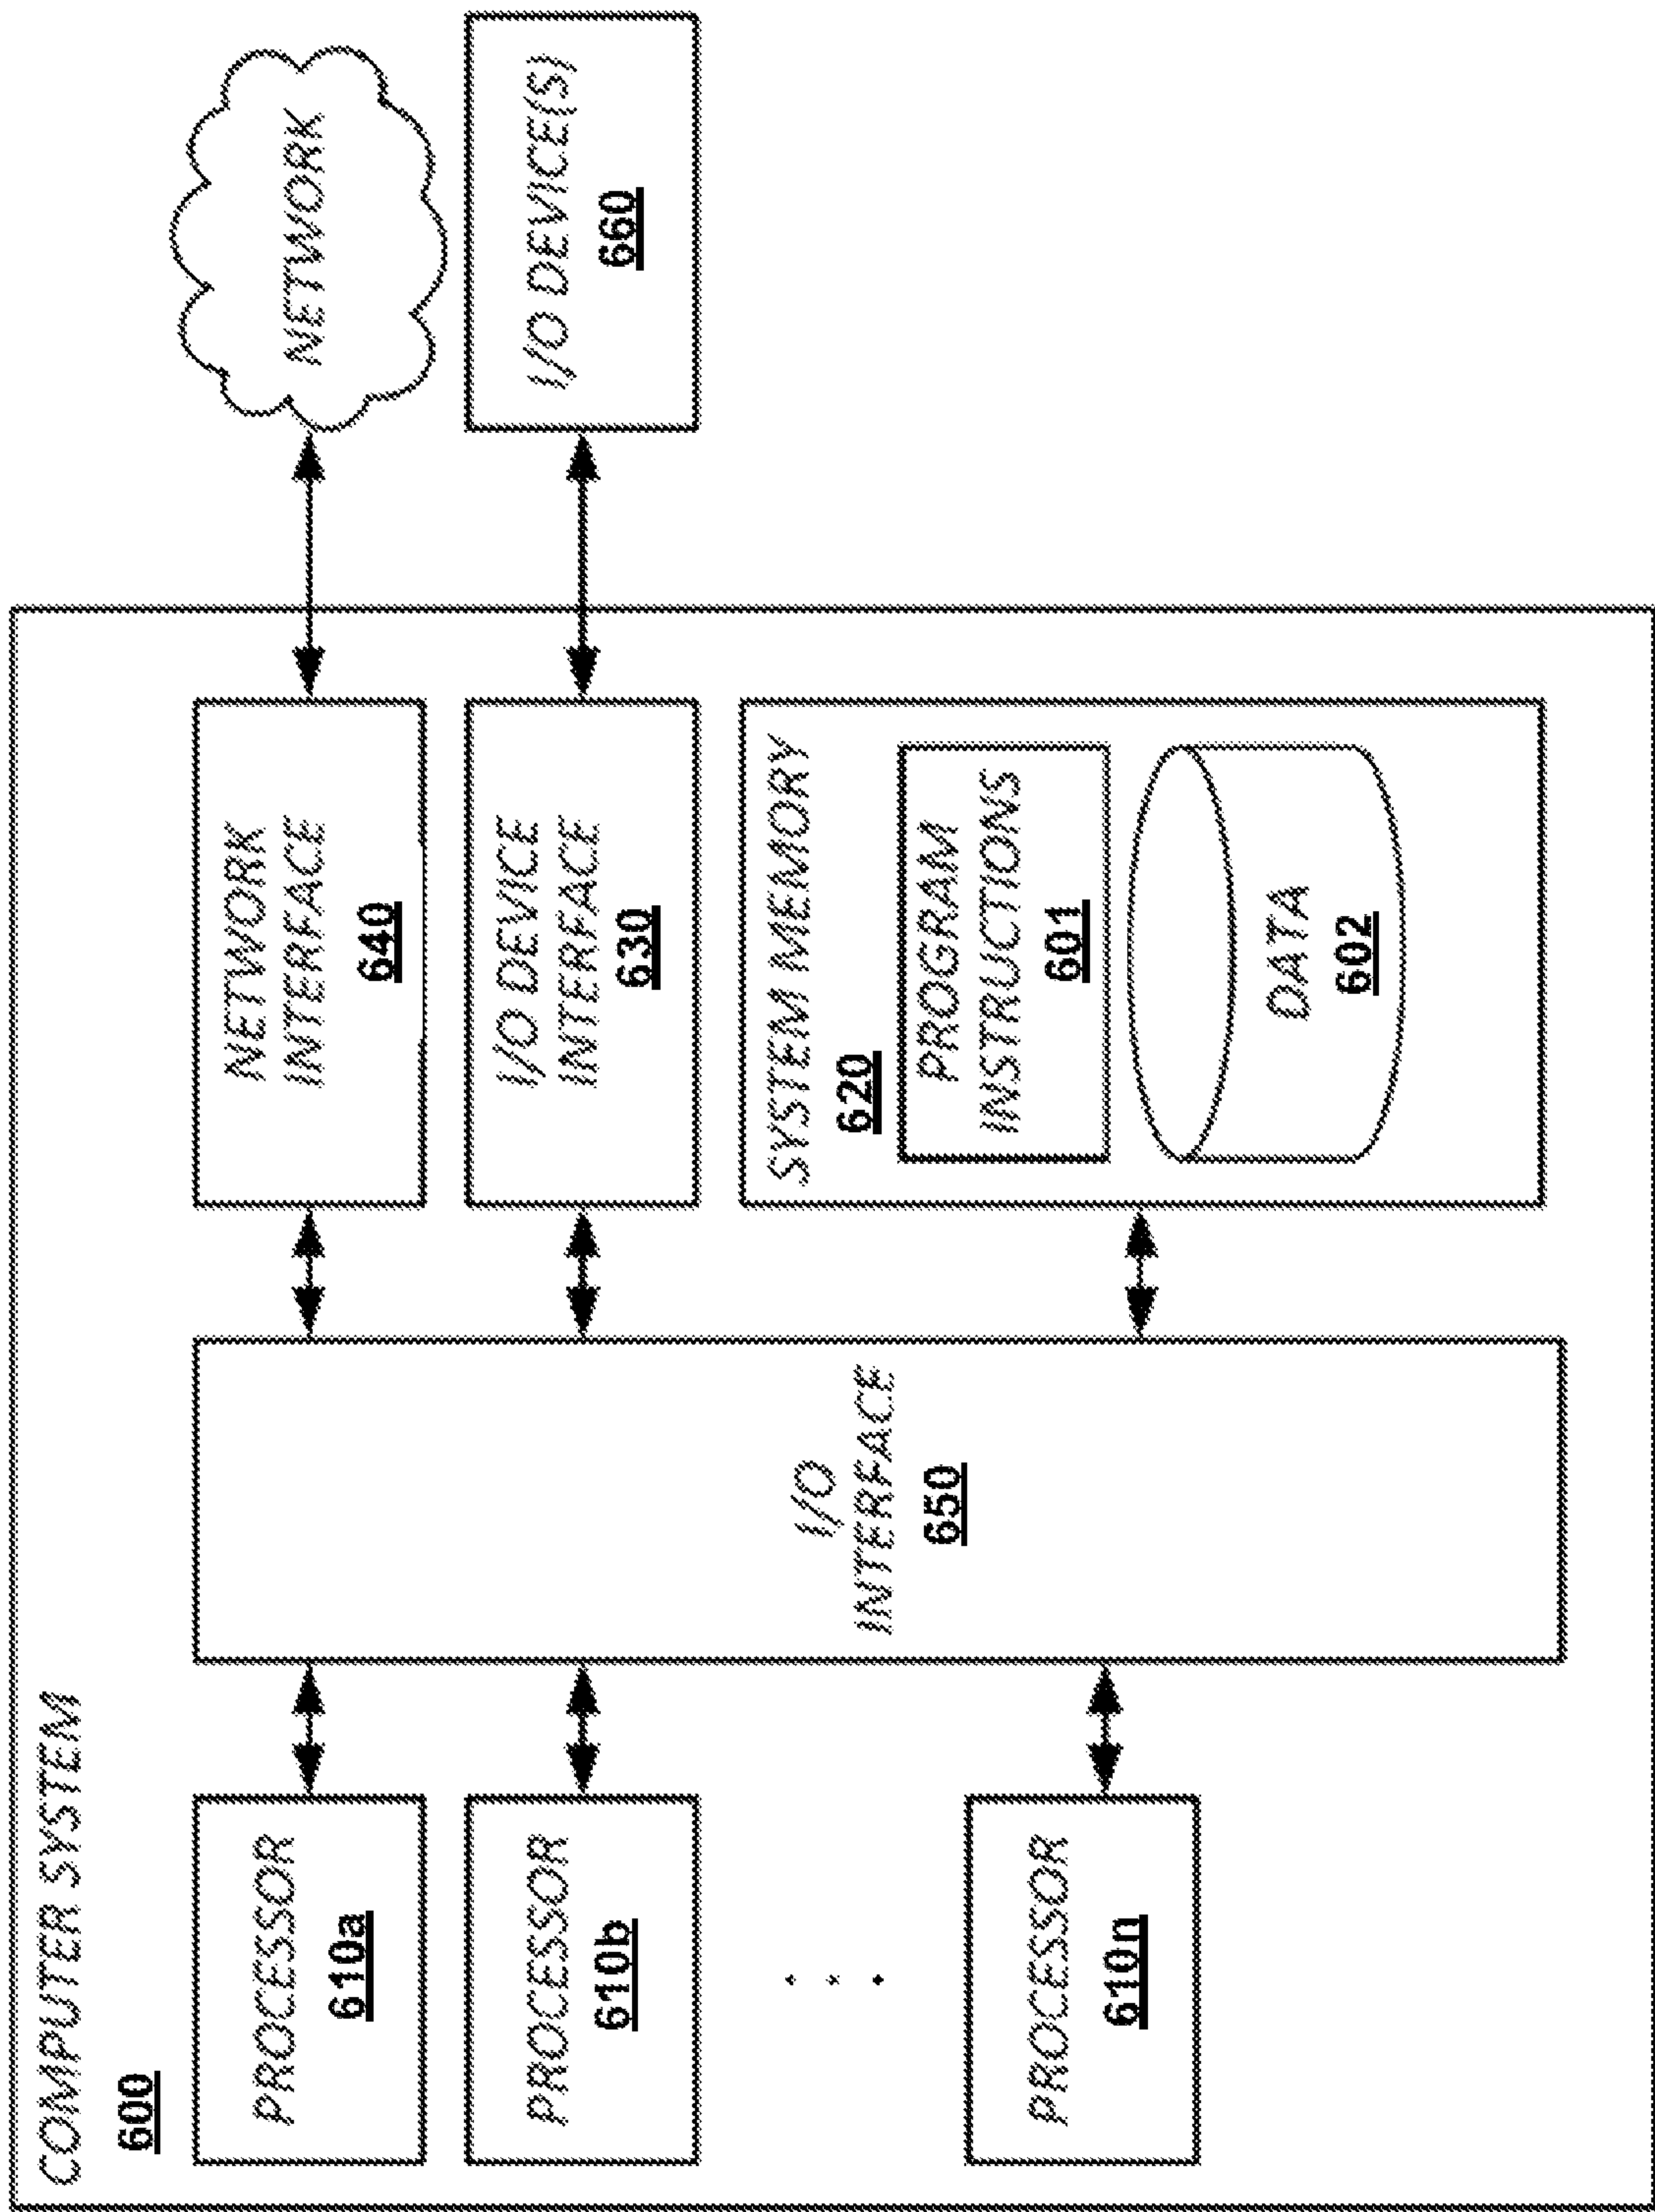 COMPUTER SYSTEM
600
PROCESSOR
610a
PROCESSOR
610b
PROCESSOR
610n
I/O
INTERFACE
650
NETWORK
INTERFACE
640
I/O DEVICE
INTERFACE
630
SYSTEM MEMORY
620
PROGRAM
INSTRUCTIONS
601
DATA
602
NETWORK
I/O DEVICE(S)
660